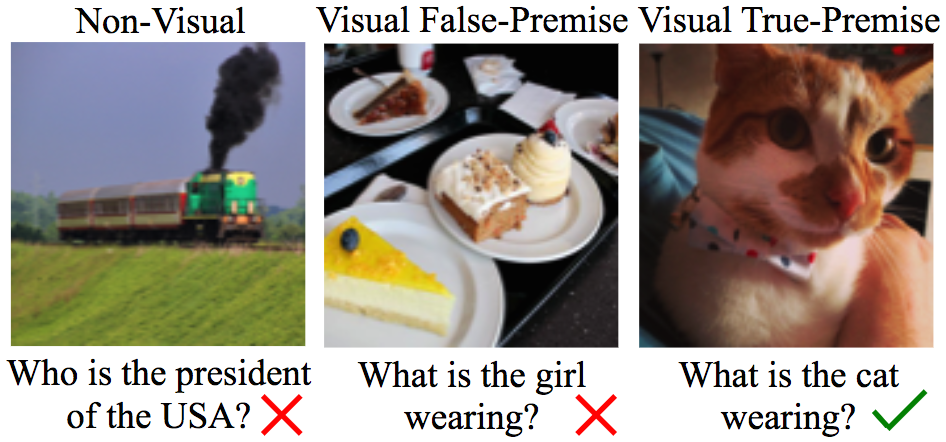 Non-Visual
Visual False-Premise
Visual True-Premise
Who is the president
of the USA?
What is the girl
wearing?
What is the cat
wearing?